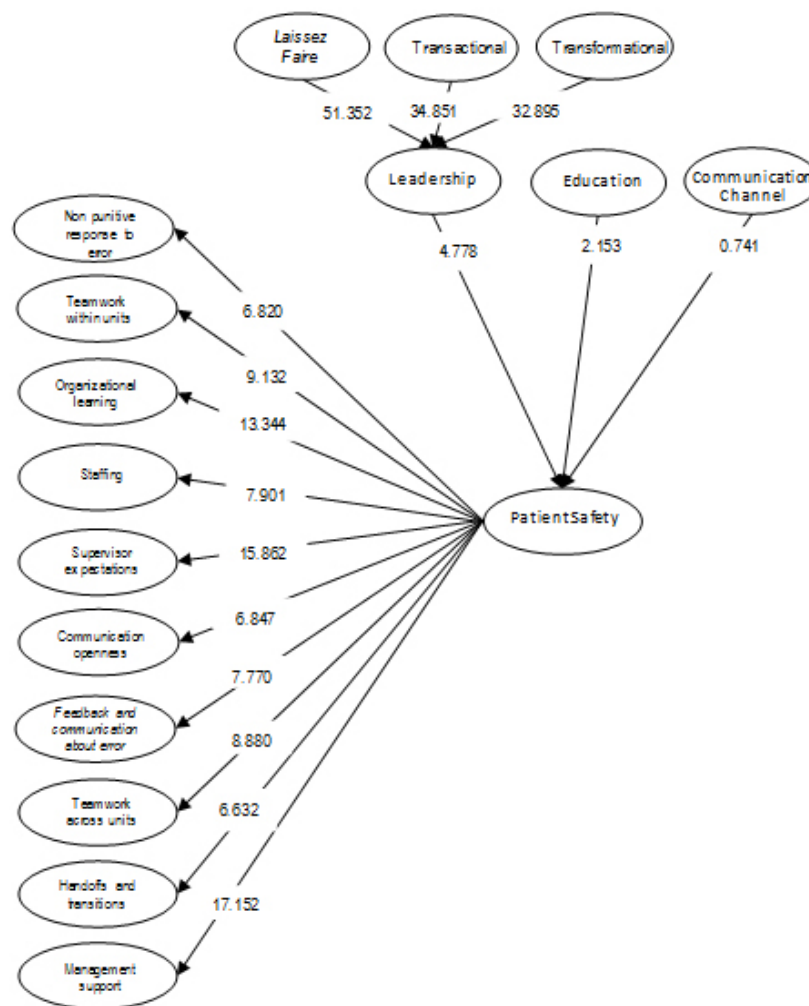 Laissez
Faire
Transactional
Transformational
51.352
34.851
32.895
Leadership
Education
Communication
Channel
4.778
2.153
0.741
Non punitive
response to
error
6.820
Teamwork
within units
9.132
Organizational
learning
13.344
Staffing
7.901
Patient Safety
Supervisor
expectations
15.862
Communication
openness
6.847
7.770
Feedback and
communication
about error
8.880
Teamwork
across units
6.632
Handoffs and
transitions
17.152
Management
support